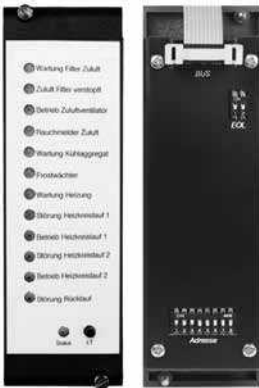 Wartung Filter Zuluft
Zuluft Filter verstopft
Betrieb Zuluftventilator
Rauchmelder Zuluft
Wartung Kühlaggregat
Frostwächter
Wartung Heizung
Störung Heizkreislauf 1
Betrieb Heizkreislauf 1
Störung Heizkreislauf 2
Betrieb Heizkreislauf 2
Störung Rücklauf
Status LT
BUS
EOL
Adresse